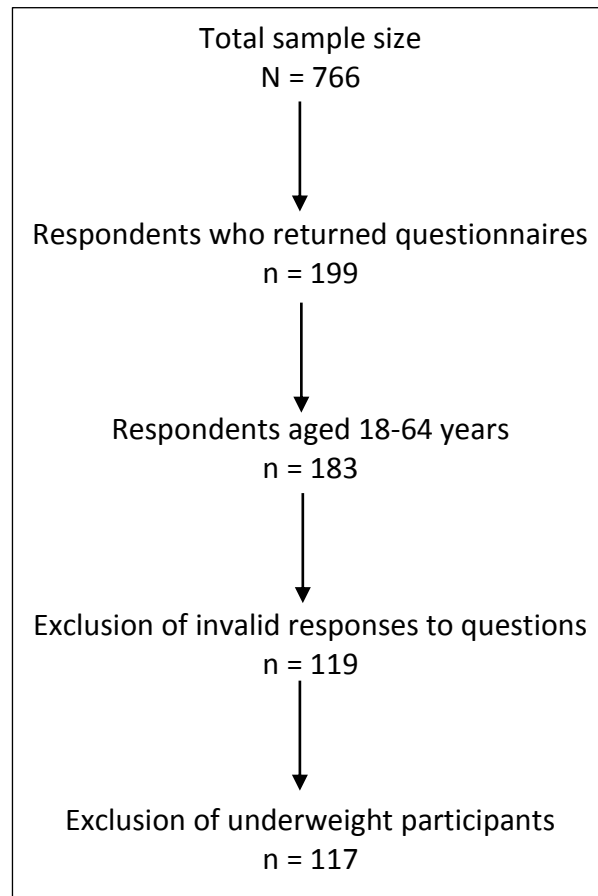 Total sample size
N = 766
Respondents who returned questionnaires
n = 199
Respondents aged 18-64 years
n = 183
Exclusion of invalid responses to questions
n = 119
Exclusion of underweight participants
n = 117